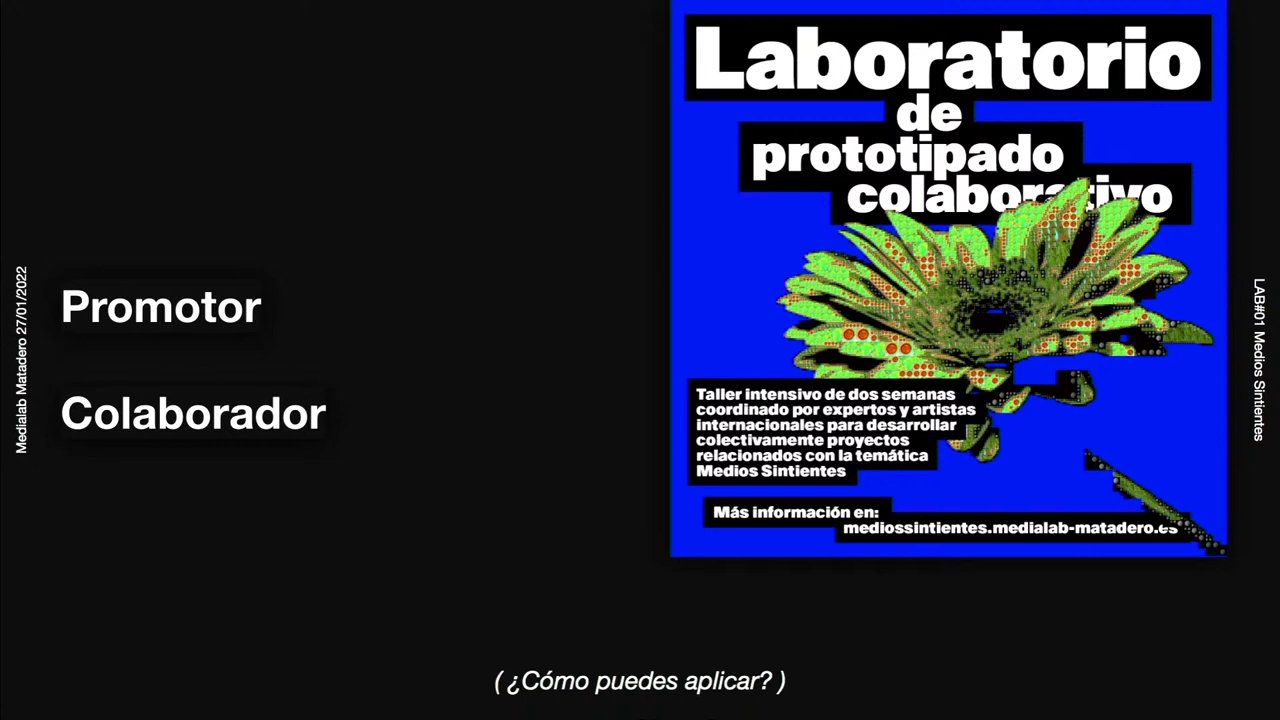 Medialab Matadero 27/01/2022
Promotor
Colaborador
Laboratorio
de
prototipado
colaborativo
Taller intensivo de dos semanas
coordinado por expertos y artistas
internacionales para desarrollar
colectivamente proyectos
relacionados con la temática
Medios Sintientes
Más información en:
mediossintientes.medialab-matadero.es
LAB#01 Medios Sintientes
( ¿Cómo puedes aplicar? )